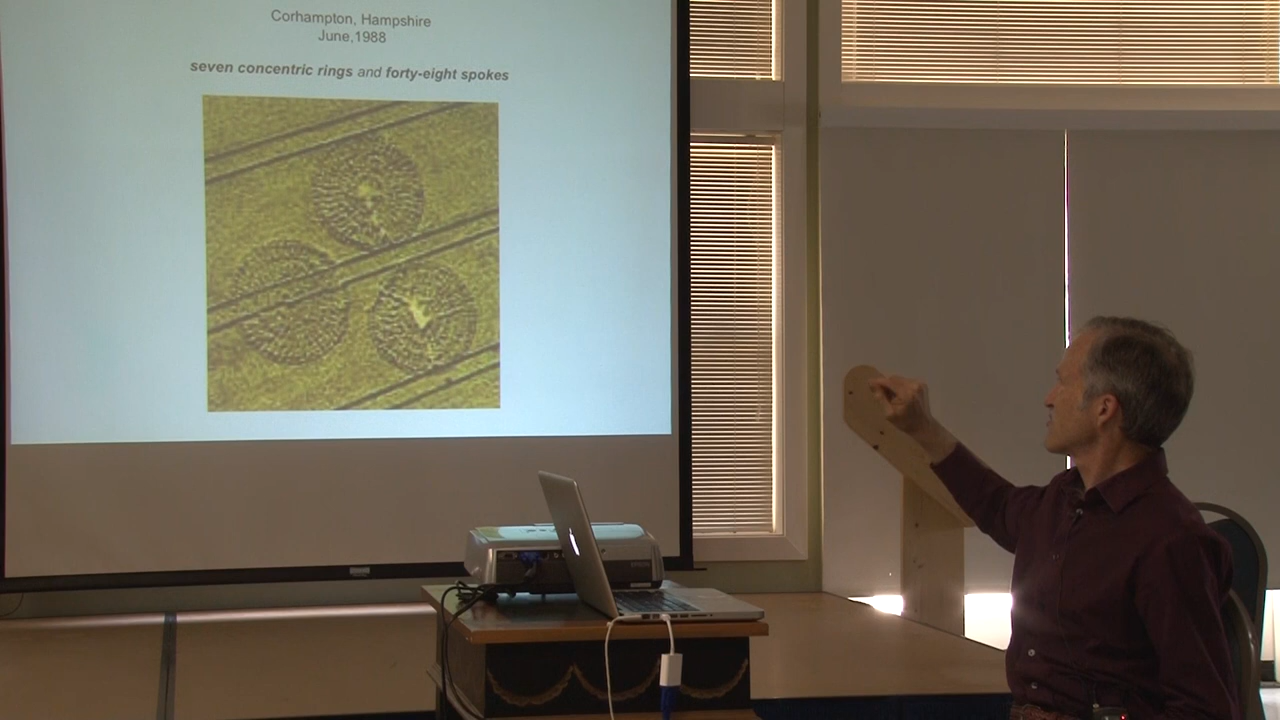 Corhampton, Hampshire
June,1988
seven concentric rings and forty-eight spokes